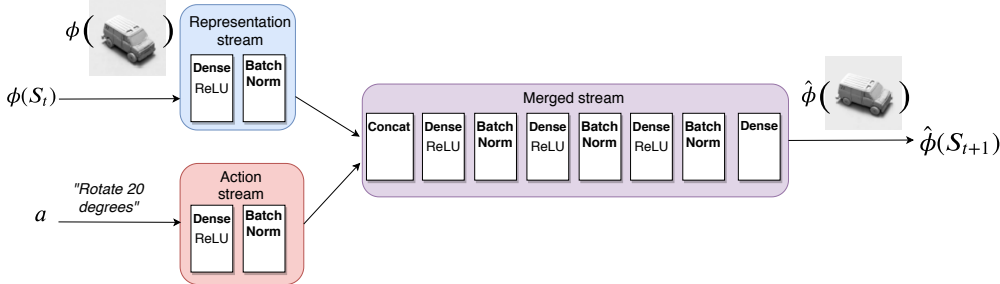 ϕ(
Representation
stream
Dense
ReLU
Batch
Norm
ϕ(S_t)
Merged stream
Concat
Dense
ReLU
Batch
Norm
Dense
ReLU
Batch
Norm
Dense
ReLU
Batch
Norm
Dense
ϕ̂( )
ϕ̂(S_{t+1})
Action
stream
Dense
ReLU
Batch
Norm
a
"Rotate 20
degrees"